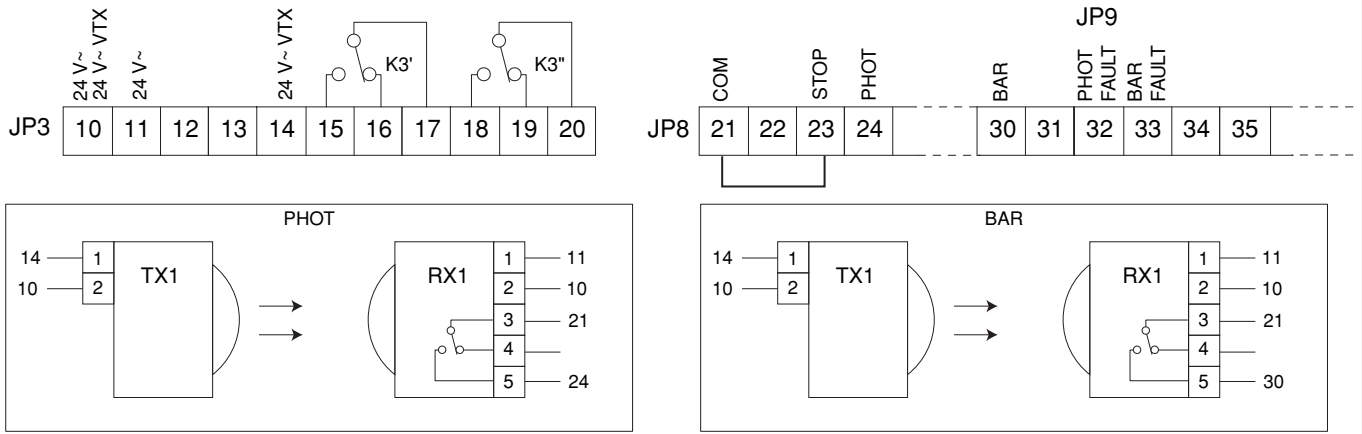 JP9
24 V~
24 V~ VTX
24 V~
24 V~ VTX
K3'
K3"
COM
STOP
PHOT
BAR
PHOT
FAULT
BAR
FAULT
JP3 10 11 12 13 14 15 16 17 18 19 20
JP8 21 22 23 24 30 31 32 33 34 35
PHOT
14 1 TX1
10 2
RX1 1 11
2 10
3 21
4
5 24
BAR
14 1 TX1
10 2
RX1 1 11
2 10
3 21
4
5 30